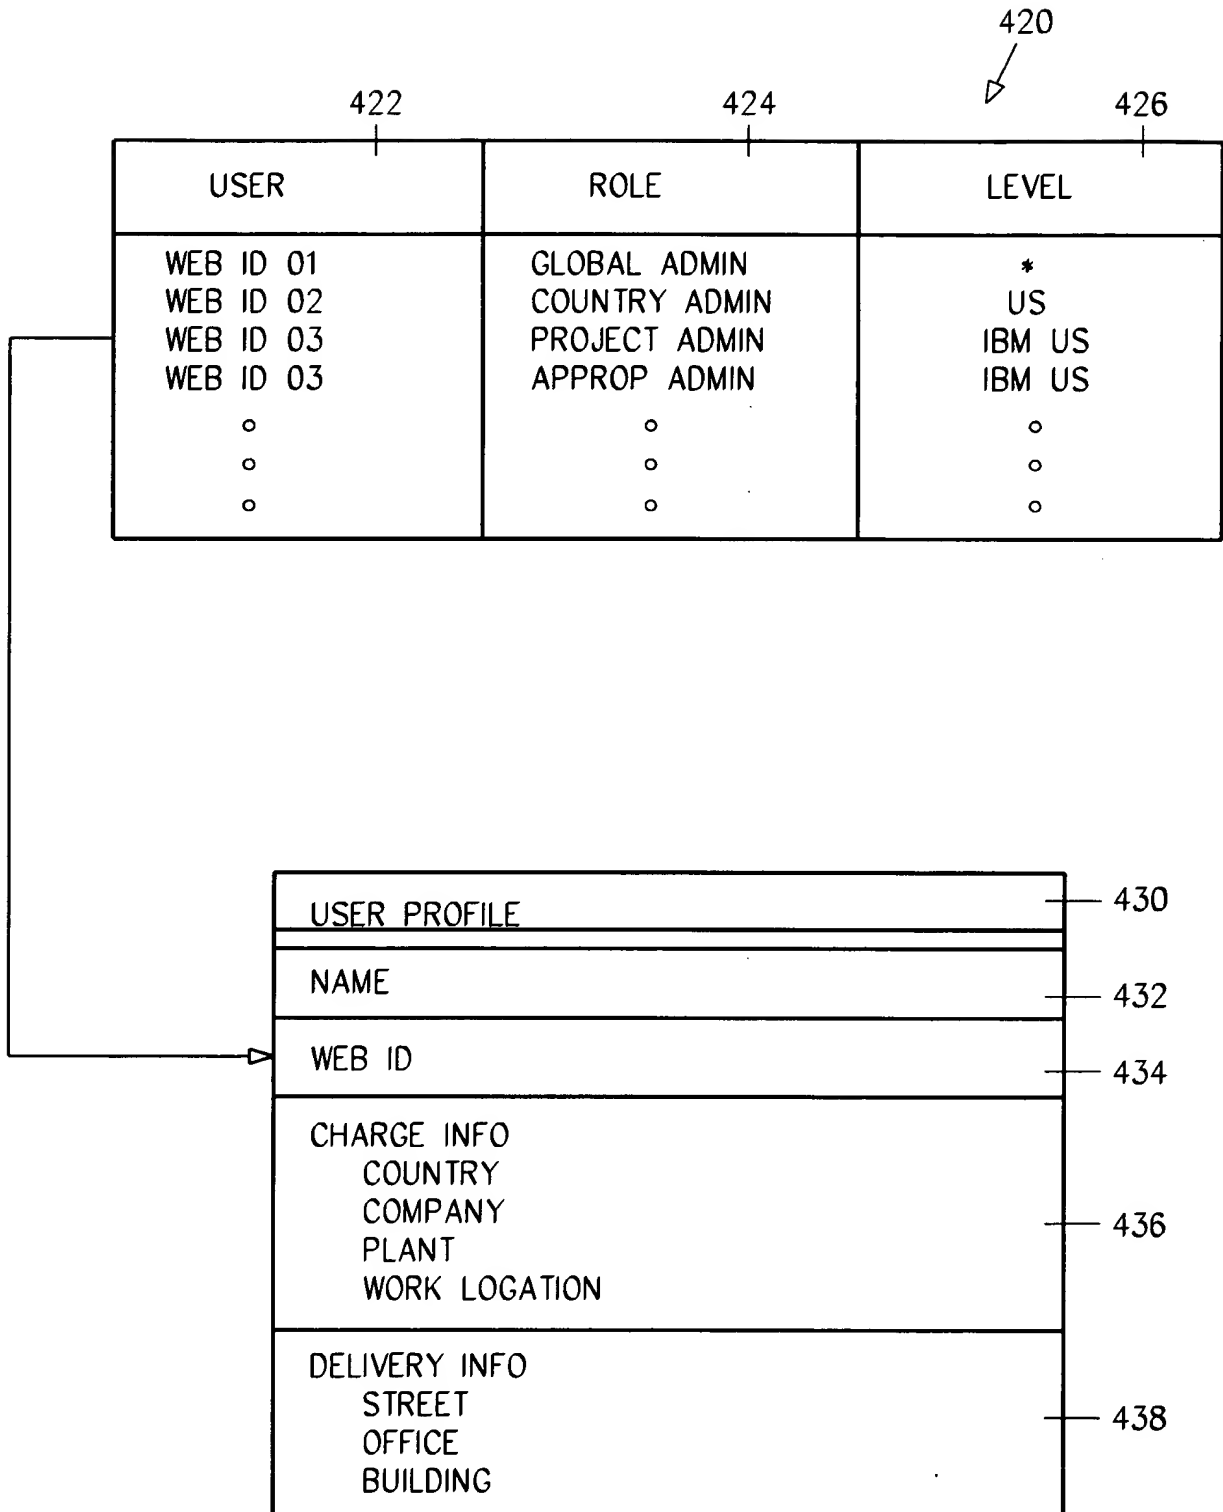 420
422 424 426
USER ROLE LEVEL
WEB ID 01 GLOBAL ADMIN *
WEB ID 02 COUNTRY ADMIN US
WEB ID 03 PROJECT ADMIN IBM US
WEB ID 03 APPROP ADMIN IBM US
USER PROFILE 430
NAME 432
WEB ID 434
CHARGE INFO
COUNTRY
COMPANY 436
PLANT
WORK LOGATION
DELIVERY INFO
STREET 438
OFFICE
BUILDING